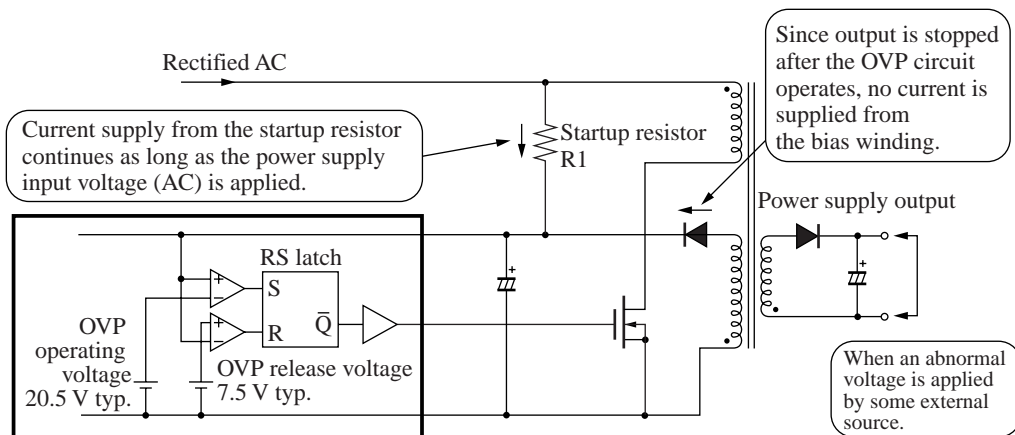 Rectified AC
Since output is stopped
after the OVP circuit
operates, no current is
supplied from
the bias winding.
Current supply from the startup resistor
continues as long as the power supply
input voltage (AC) is applied.
Startup resistor
R1
Power supply output
RS latch
+
−
S
+
−
R
Q̅
+
+
OVP
operating
voltage
20.5 V typ.
OVP release voltage
7.5 V typ.
When an abnormal
voltage is applied
by some external
source.